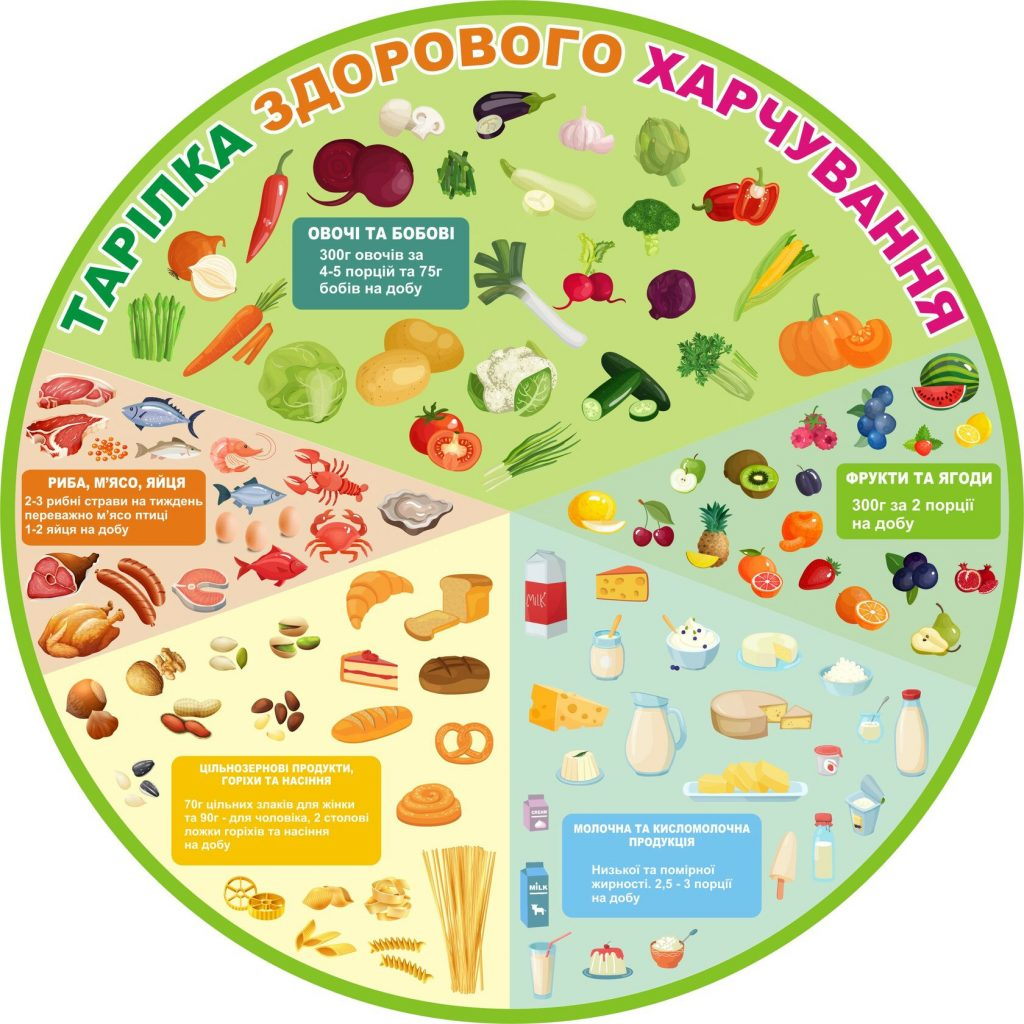 ТАРІЛКА ЗДОРОВОГО ХАРЧУВАННЯ
ОВОЧІ ТА БОБОВІ
300г овочів за
4-5 порцій та 75г
бобів на добу
РИБА, М'ЯСО, ЯЙЦЯ
2-3 рибні страви на тиждень
переважно м'ясо птиці
1-2 яйця на добу
ФРУКТИ ТА ЯГОДИ
300г за 2 порції
на добу
MILK
ЦІЛЬНОЗЕРНОВІ ПРОДУКТИ,
ГОРІХИ ТА НАСІННЯ
70г цільних злаків для жінки
та 90г - для чоловіка, 2 столові
ложки горіхів та насіння
на добу
CREAM
МОЛОЧНА ТА КИСЛОМОЛОЧНА
ПРОДУКЦІЯ
Низької та помірної
жирності. 2,5 - 3 порції
на добу
MILK